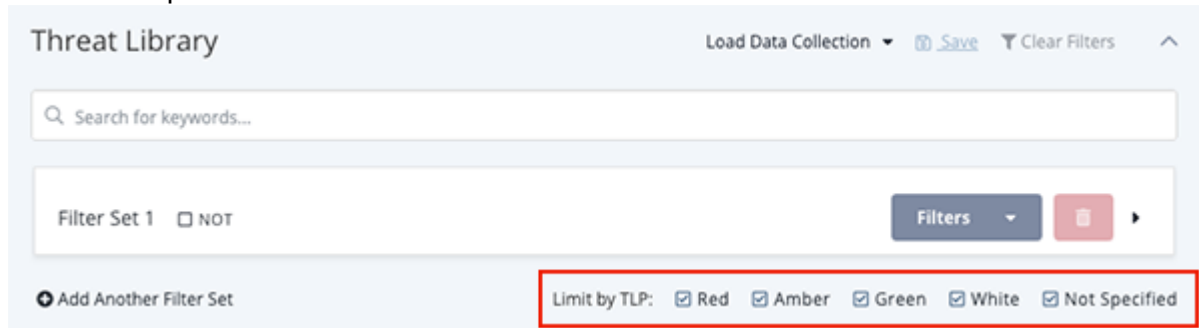 Threat Library Load Data Collection Save Clear Filters
Search for keywords...
Filter Set 1 NOT Filters
Add Another Filter Set Limit by TLP: Red Amber Green White Not Specified